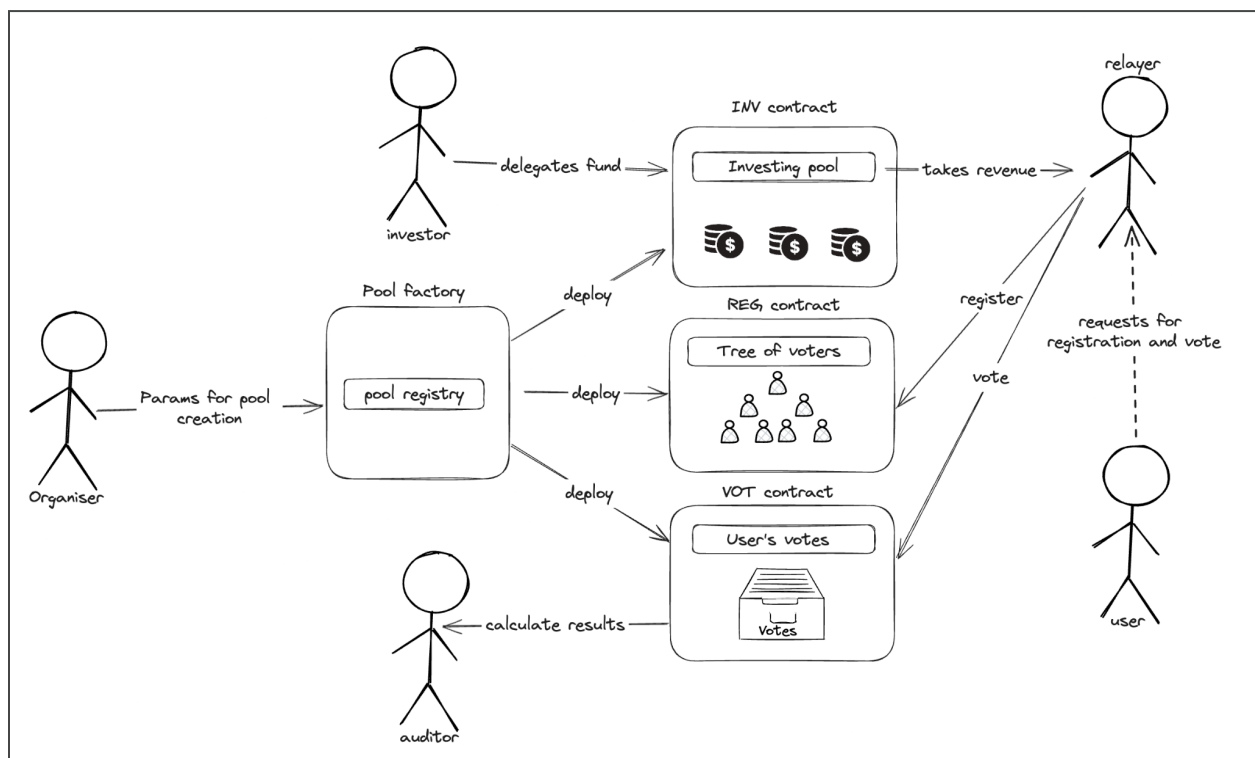 relayer
INV contract
Investing pool
delegates fund
takes revenue
investor
deploy
Pool factory
REG contract
register
requests for
registration and vote
Tree of voters
vote
pool registry
deploy
Params for pool
creation
Organiser
deploy
VOT contract
User's votes
Votes
calculate results
user
auditor